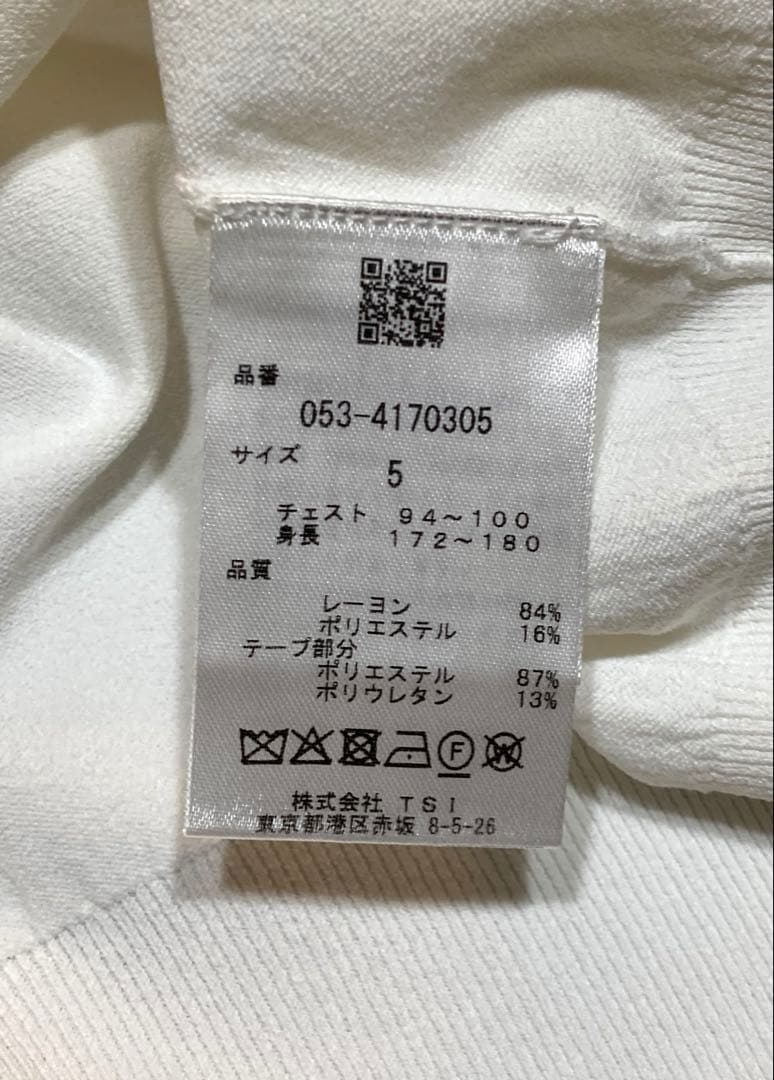 品番
053-4170305
サイズ
5
チェスト 94~100
身長 172~180
品質
レーヨン 84%
ポリエステル 16%
テープ部分
ポリエステル 87%
ポリウレタン 13%
F W
株式会社 TSI
東京都港区赤坂 8-5-26